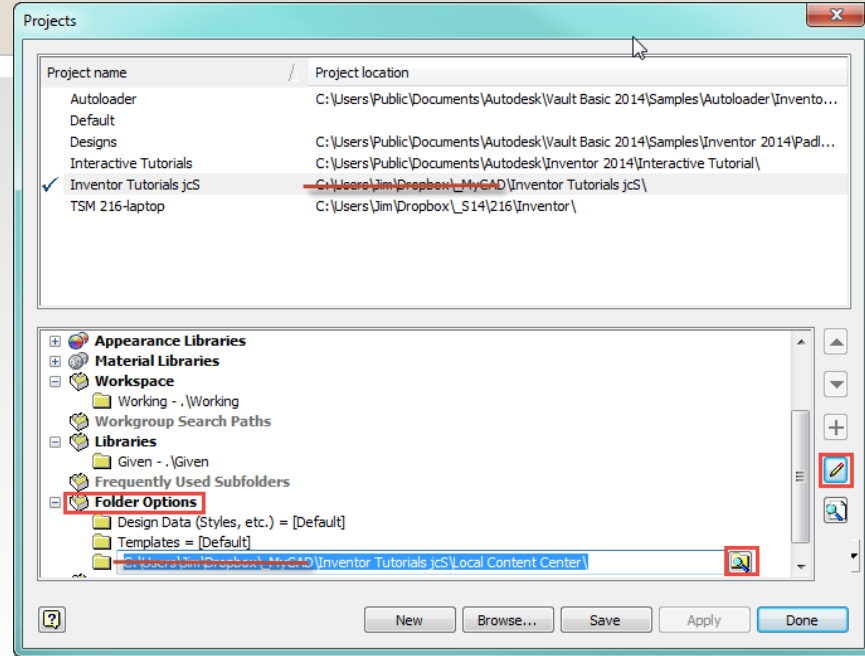 Projects
Project name / Project location
Autoloader C:\Users\Public\Documents\Autodesk\Vault Basic 2014\Samples\Autoloader\Invento...
Default
Designs C:\Users\Public\Documents\Autodesk\Vault Basic 2014\Samples\Inventor 2014\Padl...
Interactive Tutorials C:\Users\Public\Documents\Autodesk\Inventor 2014\Interactive Tutorial\
Inventor Tutorials jcS C:\Users\Jim\Dropbox\_MyCAD\Inventor Tutorials jcS\
TSM 216-laptop C:\Users\Jim\Dropbox\_S14\216\Inventor\
Appearance Libraries
Material Libraries
Workspace
Working - .\Working
Workgroup Search Paths
Libraries
Given - .\Given
Frequently Used Subfolders
Folder Options
Design Data (Styles, etc.) = [Default]
Templates = [Default]
C:\Users\Jim\Dropbox\_MyCAD\Inventor Tutorials jcS\Local Content Center\
New Browse... Save Apply Done